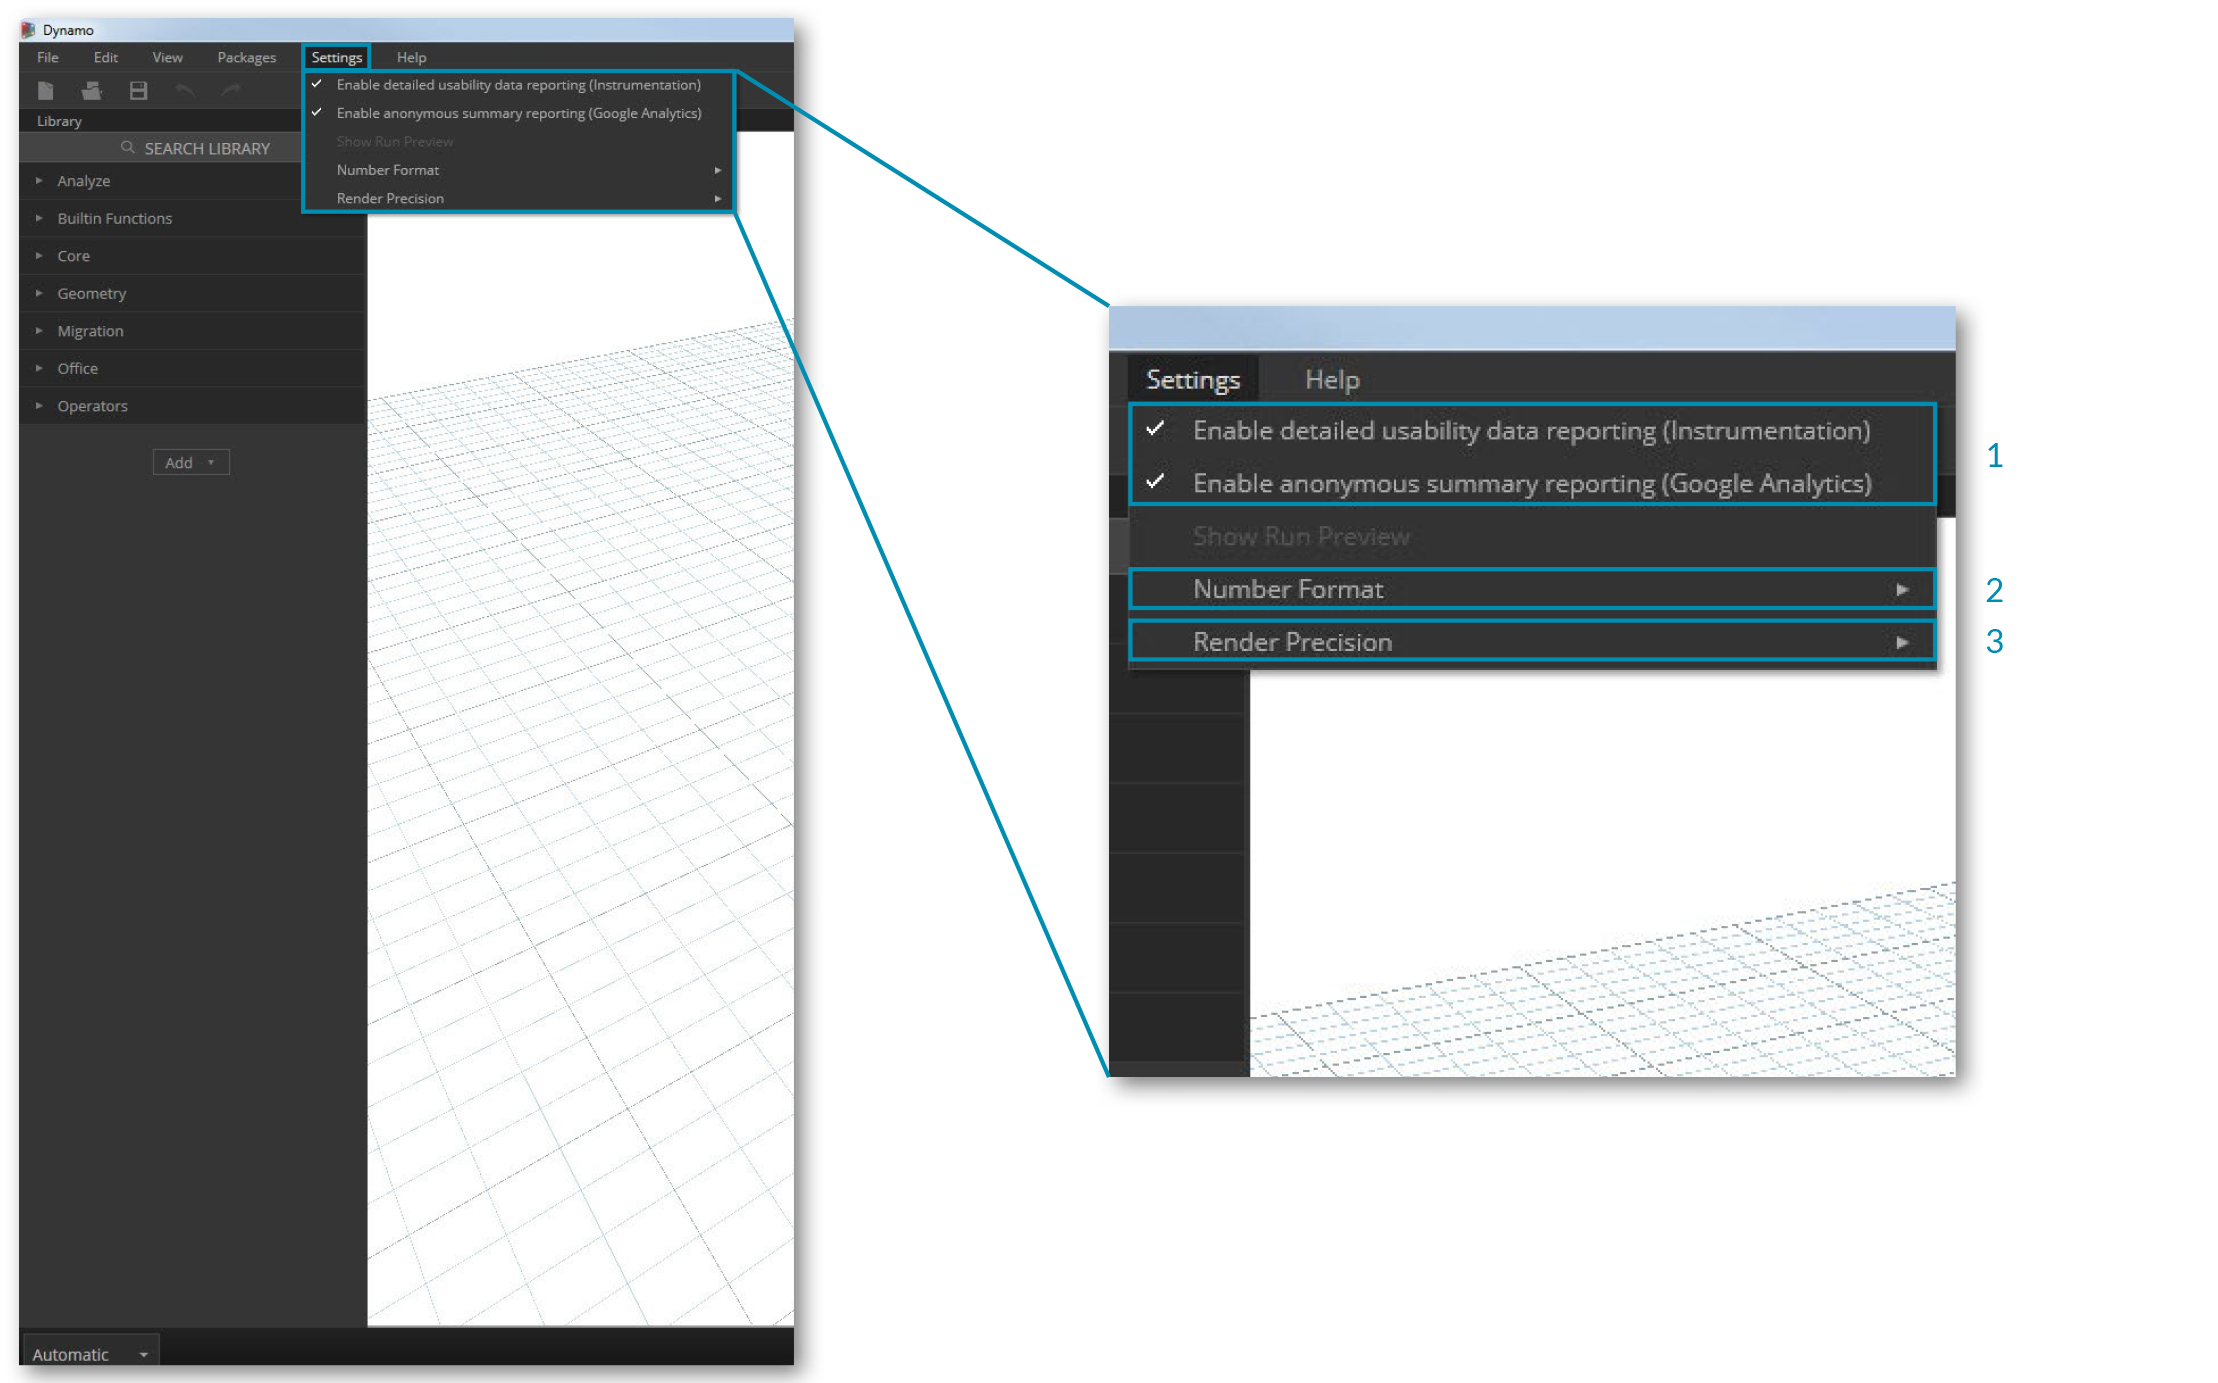 Dynamo
File Edit View Packages Settings Help
Enable detailed usability data reporting (Instrumentation)
Enable anonymous summary reporting (Google Analytics)
Show Run Preview
Number Format
Render Precision
Library
SEARCH LIBRARY
Analyze
Builtin Functions
Core
Geometry
Migration
Office
Operators
Add
Automatic
Settings Help
Enable detailed usability data reporting (Instrumentation)
Enable anonymous summary reporting (Google Analytics)
1
Show Run Preview
Number Format
2
Render Precision
3